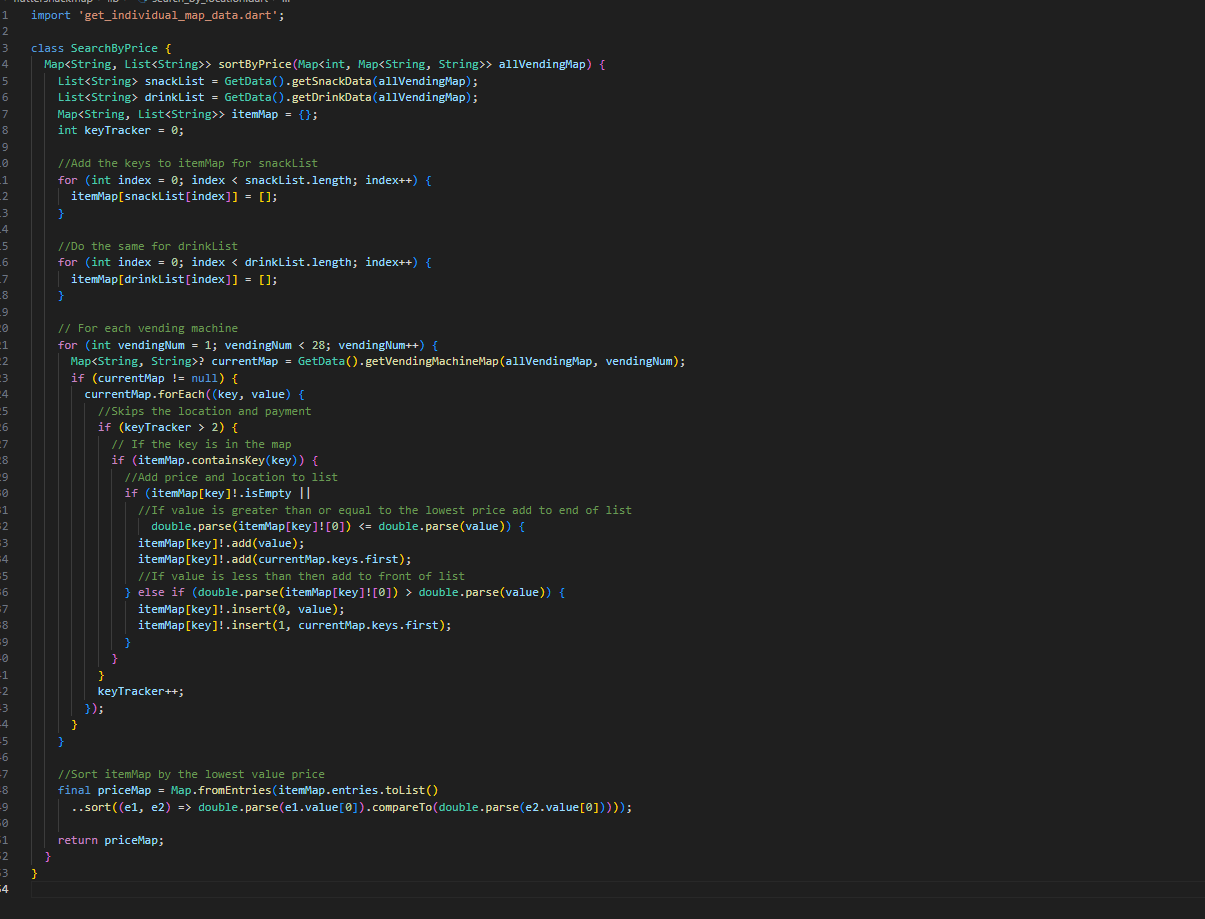 import 'get_individual_map_data.dart';

class SearchByPrice {
  Map<String, List<String>> sortByPrice(Map<int, Map<String, String>> allVendingMap) {
    List<String> snackList = GetData().getSnackData(allVendingMap);
    List<String> drinkList = GetData().getDrinkData(allVendingMap);
    Map<String, List<String>> itemMap = {};
    int keyTracker = 0;

    //Add the keys to itemMap for snackList
    for (int index = 0; index < snackList.length; index++) {
      itemMap[snackList[index]] = [];
    }

    //Do the same for drinkList
    for (int index = 0; index < drinkList.length; index++) {
      itemMap[drinkList[index]] = [];
    }

    // For each vending machine
    for (int vendingNum = 1; vendingNum < 28; vendingNum++) {
      Map<String, String>? currentMap = GetData().getVendingMachineMap(allVendingMap, vendingNum);
      if (currentMap != null) {
        currentMap.forEach((key, value) {
          //Skips the location and payment
          if (keyTracker > 2) {
            // If the key is in the map
            if (itemMap.containsKey(key)) {
              //Add price and location to list
              if (itemMap[key]!.isEmpty ||
                //If value is greater than or equal to the lowest price add to end of list
                  double.parse(itemMap[key]![0]) <= double.parse(value)) {
                itemMap[key]!.add(value);
                itemMap[key]!.add(currentMap.keys.first);
                //If value is less than then add to front of list
              } else if (double.parse(itemMap[key]![0]) > double.parse(value)) {
                itemMap[key]!.insert(0, value);
                itemMap[key]!.insert(1, currentMap.keys.first);
              }
            }
          }
          keyTracker++;
        });
      }
    }

    //Sort itemMap by the lowest value price
    final priceMap = Map.fromEntries(itemMap.entries.toList()
      ..sort((e1, e2) => double.parse(e1.value[0]).compareTo(double.parse(e2.value[0]))));

    return priceMap;
  }
}